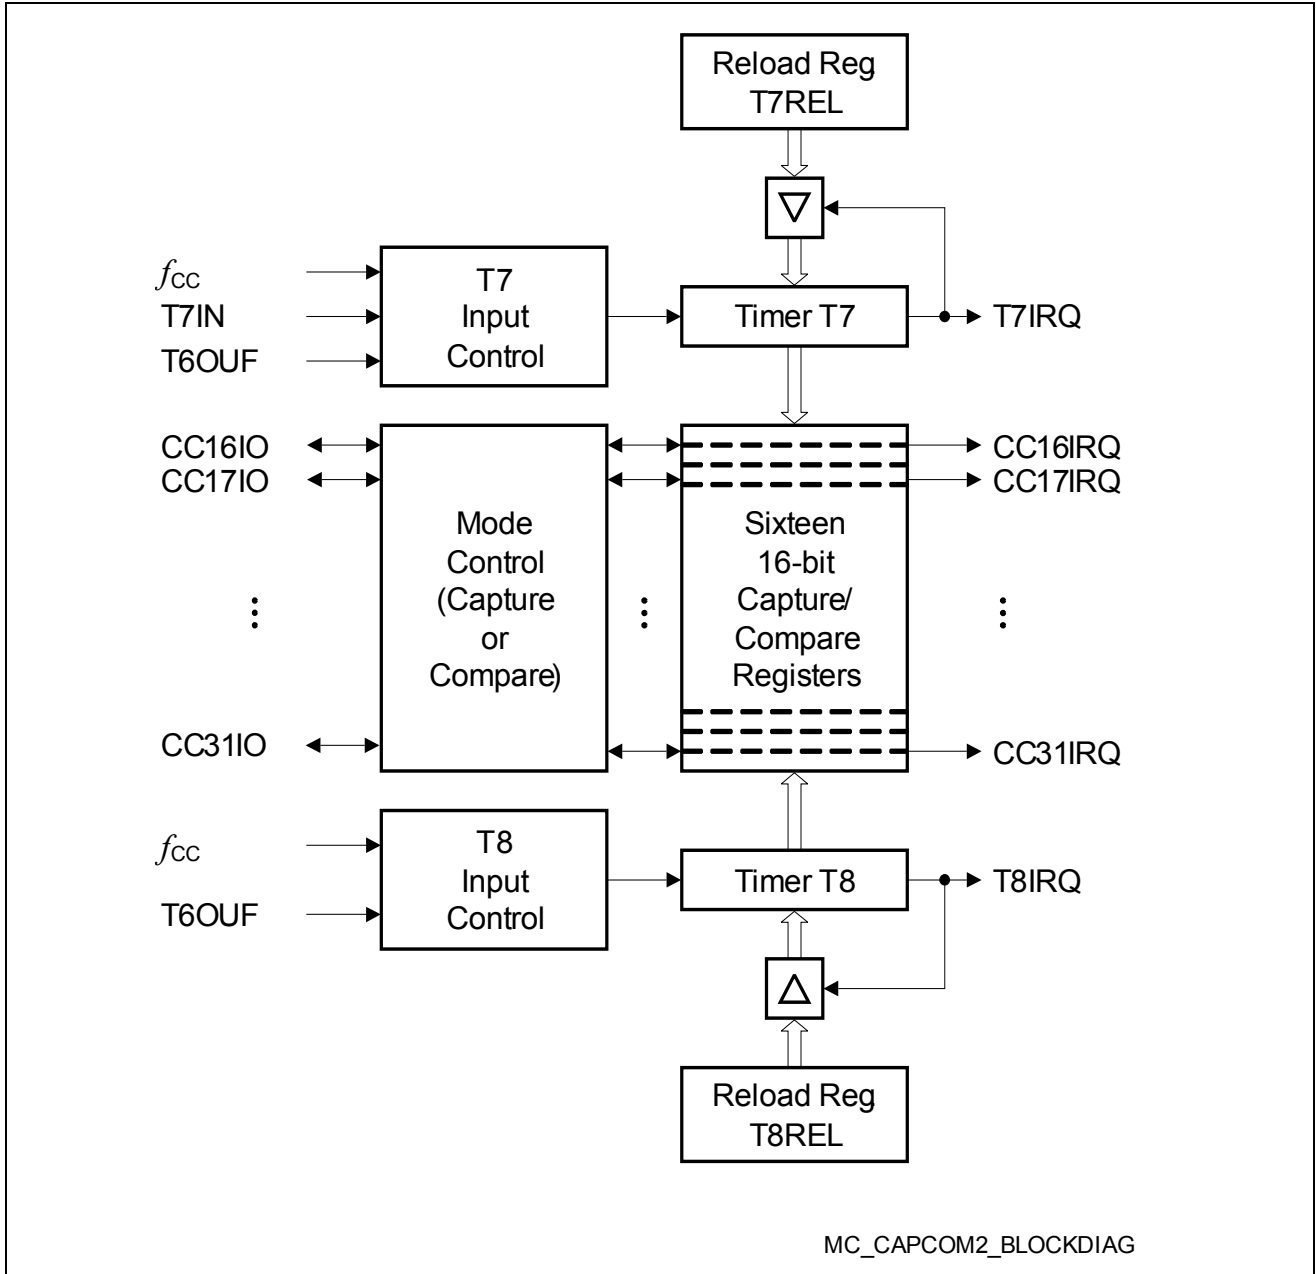 Reload Reg
T7REL
fCC
T7IN
T6OUF
T7
Input
Control
Timer T7
T7IRQ
CC16IO
CC17IO
CC31IO
Mode
Control
(Capture
or
Compare)
Sixteen
16-bit
Capture/
Compare
Registers
CC16IRQ
CC17IRQ
CC31IRQ
fCC
T6OUF
T8
Input
Control
Timer T8
T8IRQ
Reload Reg
T8REL
MC_CAPCOM2_BLOCKDIAG